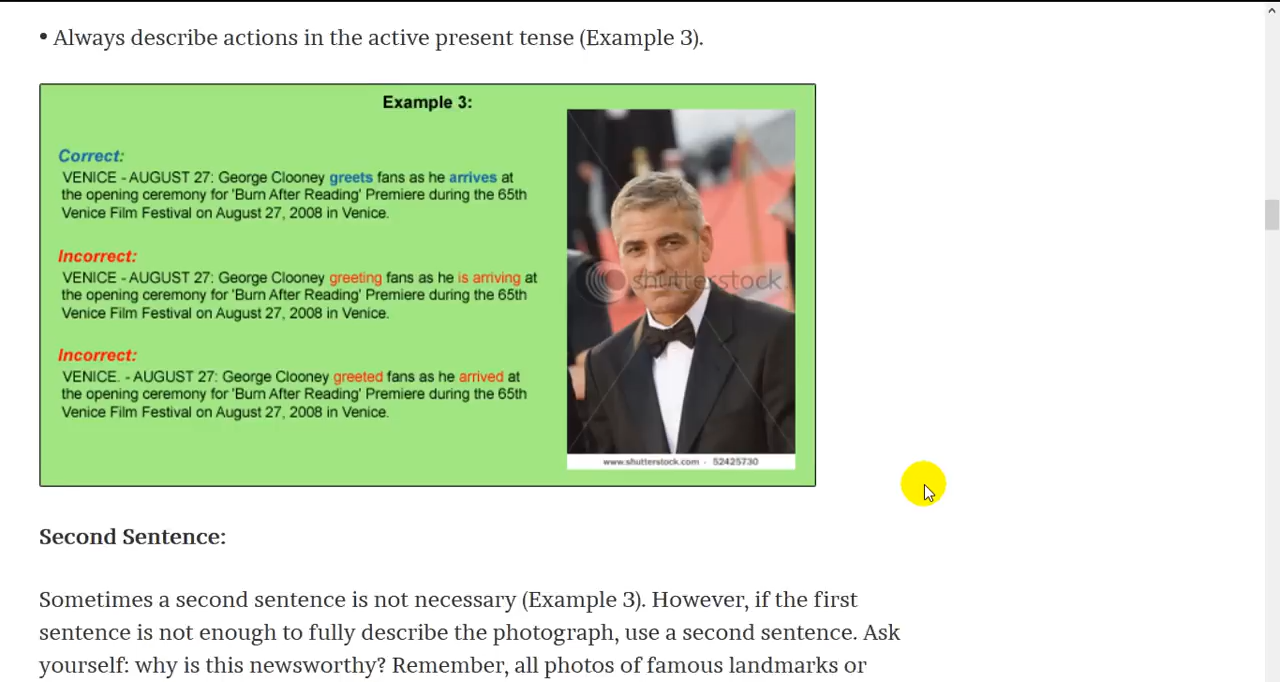 • Always describe actions in the active present tense (Example 3).
Example 3:
Correct:
VENICE - AUGUST 27: George Clooney greets fans as he arrives at
the opening ceremony for 'Burn After Reading' Premiere during the 65th
Venice Film Festival on August 27, 2008 in Venice.
Incorrect:
VENICE - AUGUST 27: George Clooney greeting fans as he is arriving at
the opening ceremony for 'Burn After Reading' Premiere during the 65th
Venice Film Festival on August 27, 2008 in Venice.
Incorrect:
VENICE. - AUGUST 27: George Clooney greeted fans as he arrived at
the opening ceremony for 'Burn After Reading' Premiere during the 65th
Venice Film Festival on August 27, 2008 in Venice.
shutterstock
www.shutterstock.com · 52425730
Second Sentence:
Sometimes a second sentence is not necessary (Example 3). However, if the first
sentence is not enough to fully describe the photograph, use a second sentence. Ask
yourself: why is this newsworthy? Remember, all photos of famous landmarks or